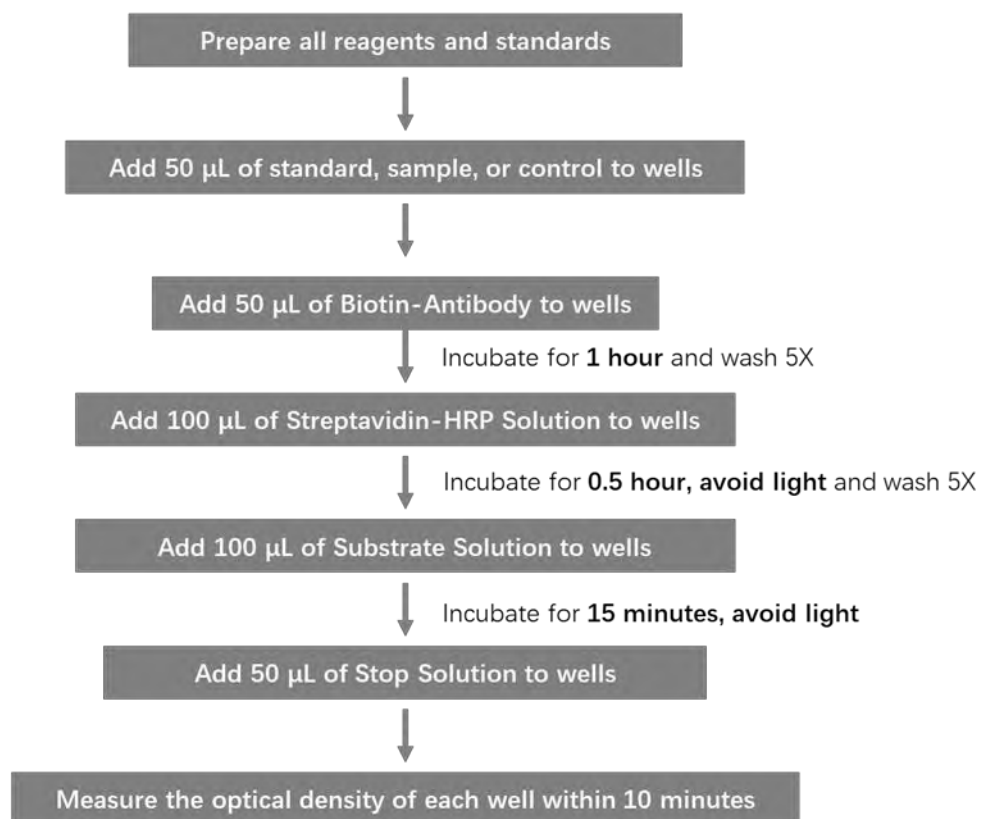 Prepare all reagents and standards
Add 50 μL of standard, sample, or control to wells
Add 50 μL of Biotin-Antibody to wells
Incubate for 1 hour and wash 5X
Add 100 μL of Streptavidin-HRP Solution to wells
Incubate for 0.5 hour, avoid light and wash 5X
Add 100 μL of Substrate Solution to wells
Incubate for 15 minutes, avoid light
Add 50 μL of Stop Solution to wells
Measure the optical density of each well within 10 minutes